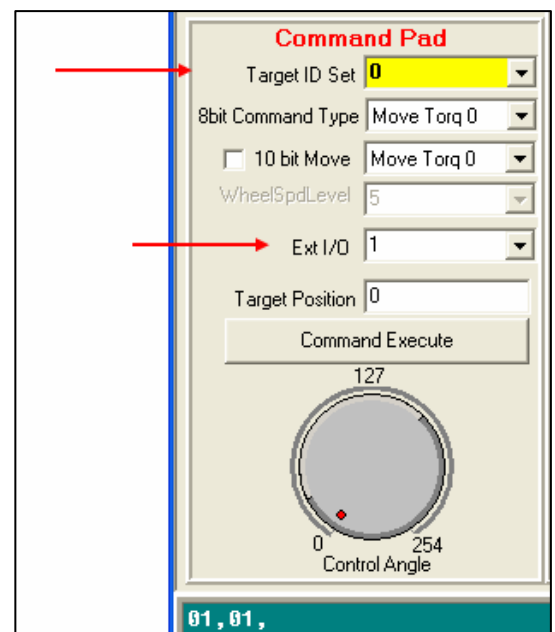 Command Pad
Target ID Set 0
8bit Command Type Move Torq 0
10 bit Move Move Torq 0
WheelSpdLevel 5
Ext I/O 1
Target Position 0
Command Execute
127
0 254
Control Angle
01,01,